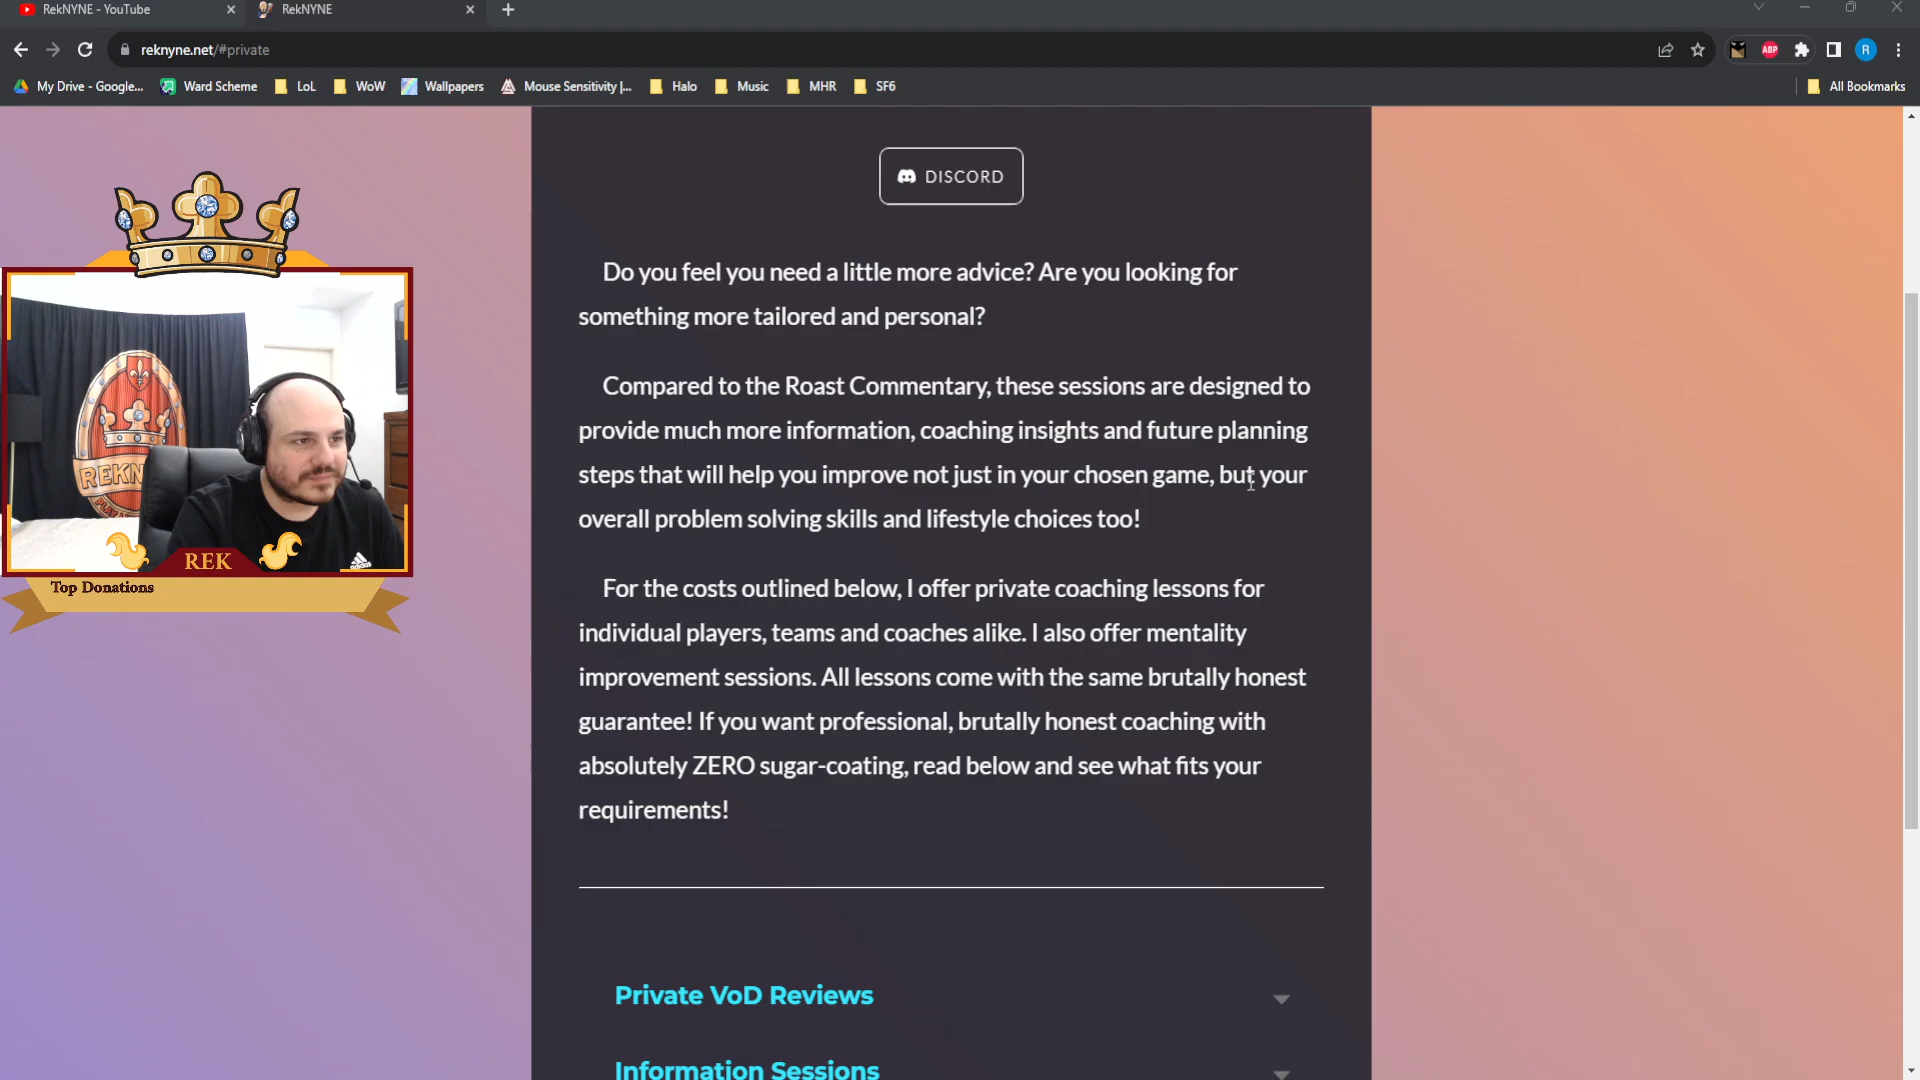 RekNYNE - YouTube
RekNYNE
reknyne.net/#private
ABP
R
My Drive - Google...
Ward Scheme
LoL
WoW
Wallpapers
Mouse Sensitivity |...
Halo
Music
MHR
SF6
All Bookmarks
DISCORD
Do you feel you need a little more advice? Are you looking for
something more tailored and personal?
Compared to the Roast Commentary, these sessions are designed to
provide much more information, coaching insights and future planning
steps that will help you improve not just in your chosen game, but your
overall problem solving skills and lifestyle choices too!
For the costs outlined below, I offer private coaching lessons for
individual players, teams and coaches alike. I also offer mentality
improvement sessions. All lessons come with the same brutally honest
guarantee! If you want professional, brutally honest coaching with
absolutely ZERO sugar-coating, read below and see what fits your
requirements!
Private VoD Reviews
Information Sessions
REK
Top Donations